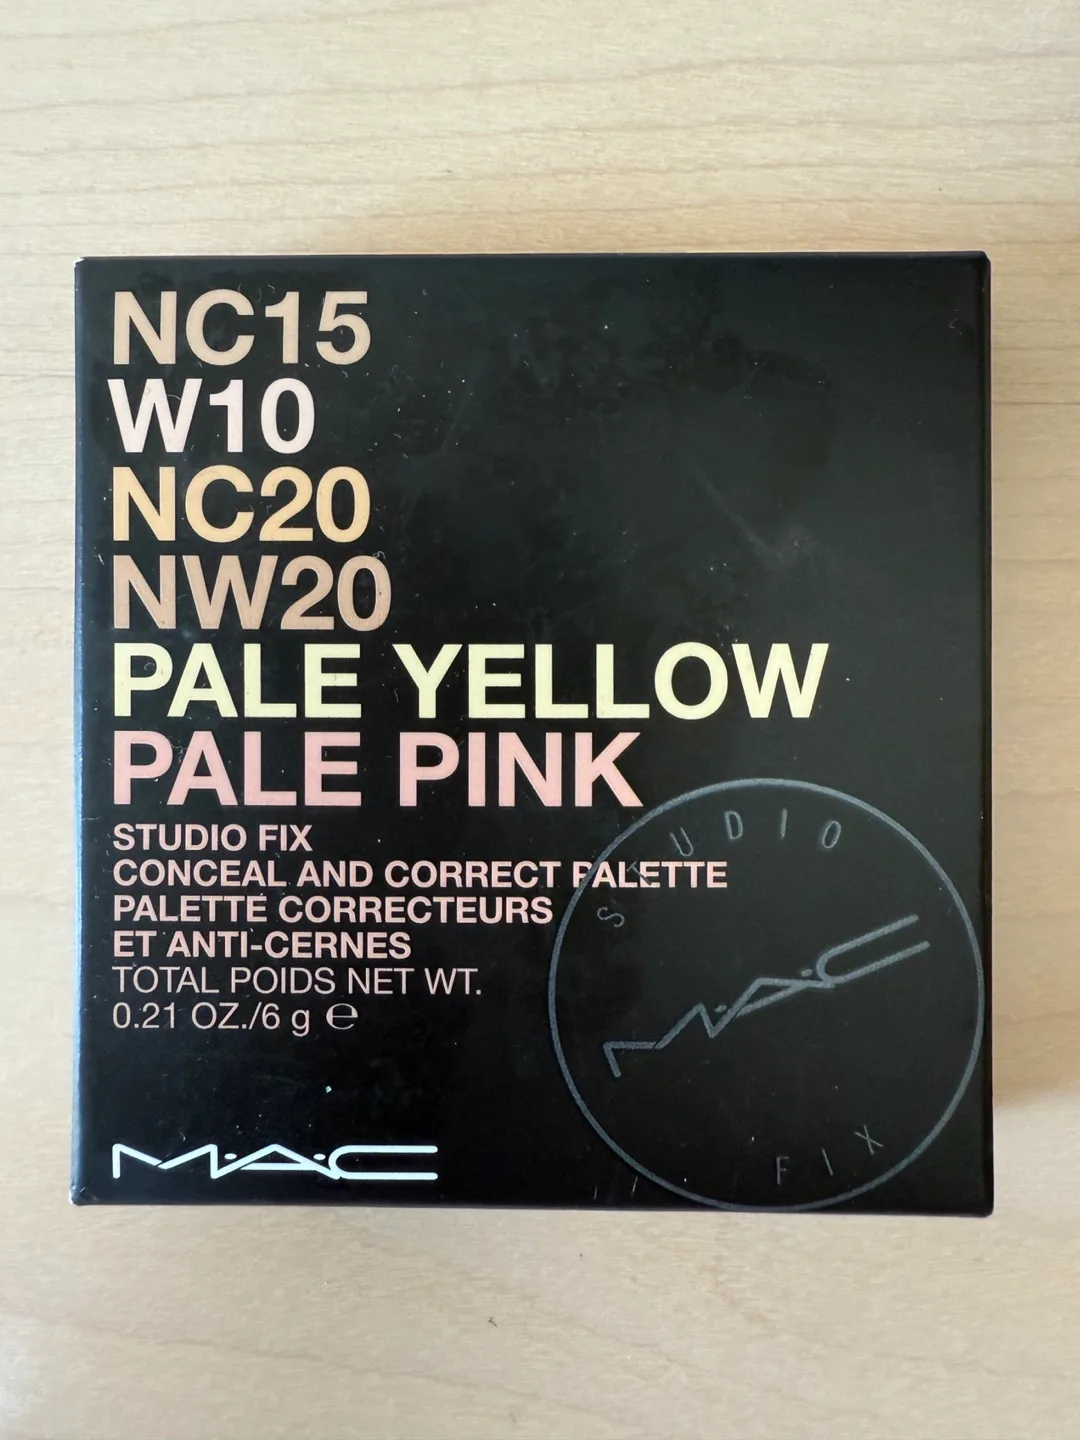 NC15
W10
NC20
NW20
PALE YELLOW
PALE PINK
STUDIO FIX
CONCEAL AND CORRECT PALETTE
PALETTE CORRECTEURS
ET ANTI-CERNES
TOTAL POIDS NET WT.
0.21 OZ./6 g ℮
STUDIO
M·A·C
FIX
M·A·C